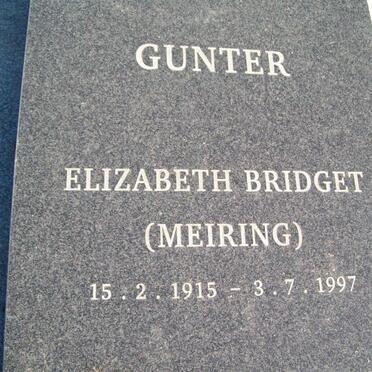 GUNTER
ELIZABETH BRIDGET
(MEIRING)
15 . 2 . 1915 - 3 . 7 . 1997